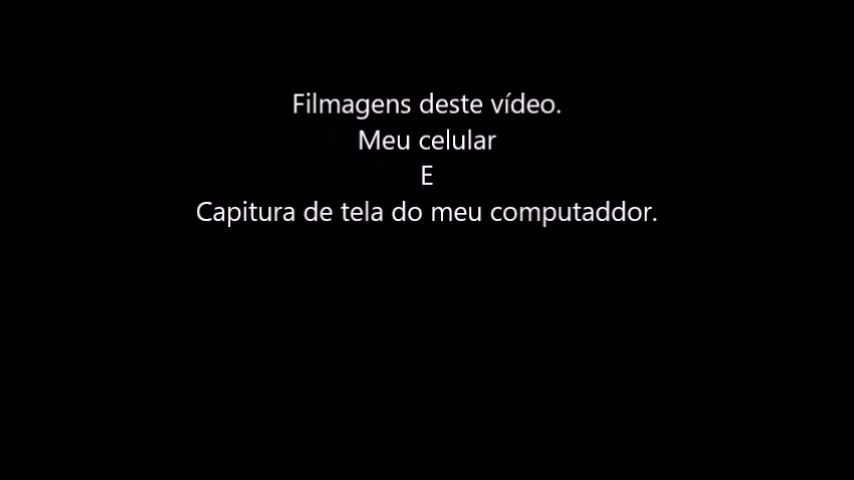 Filmagens deste vídeo.
Meu celular
E
Capitura de tela do meu computaddor.